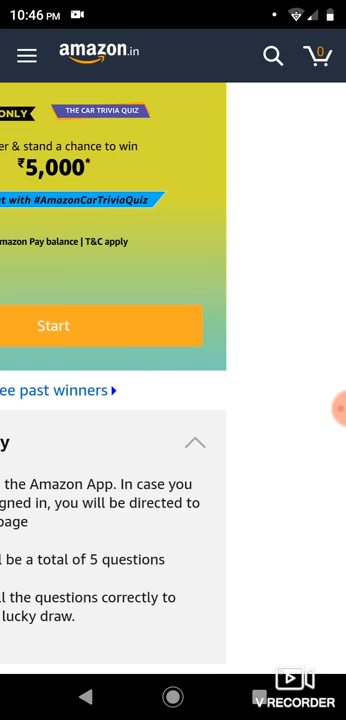 10:46 PM
amazon.in
0
ONLY
THE CAR TRIVIA QUIZ
er & stand a chance to win
₹5,000*
et with #AmazonCarTriviaQuiz
mazon Pay balance | T&C apply
Start
ee past winners
y
the Amazon App. In case you
gned in, you will be directed to
page
l be a total of 5 questions
ll the questions correctly to
lucky draw.
V RECORDER